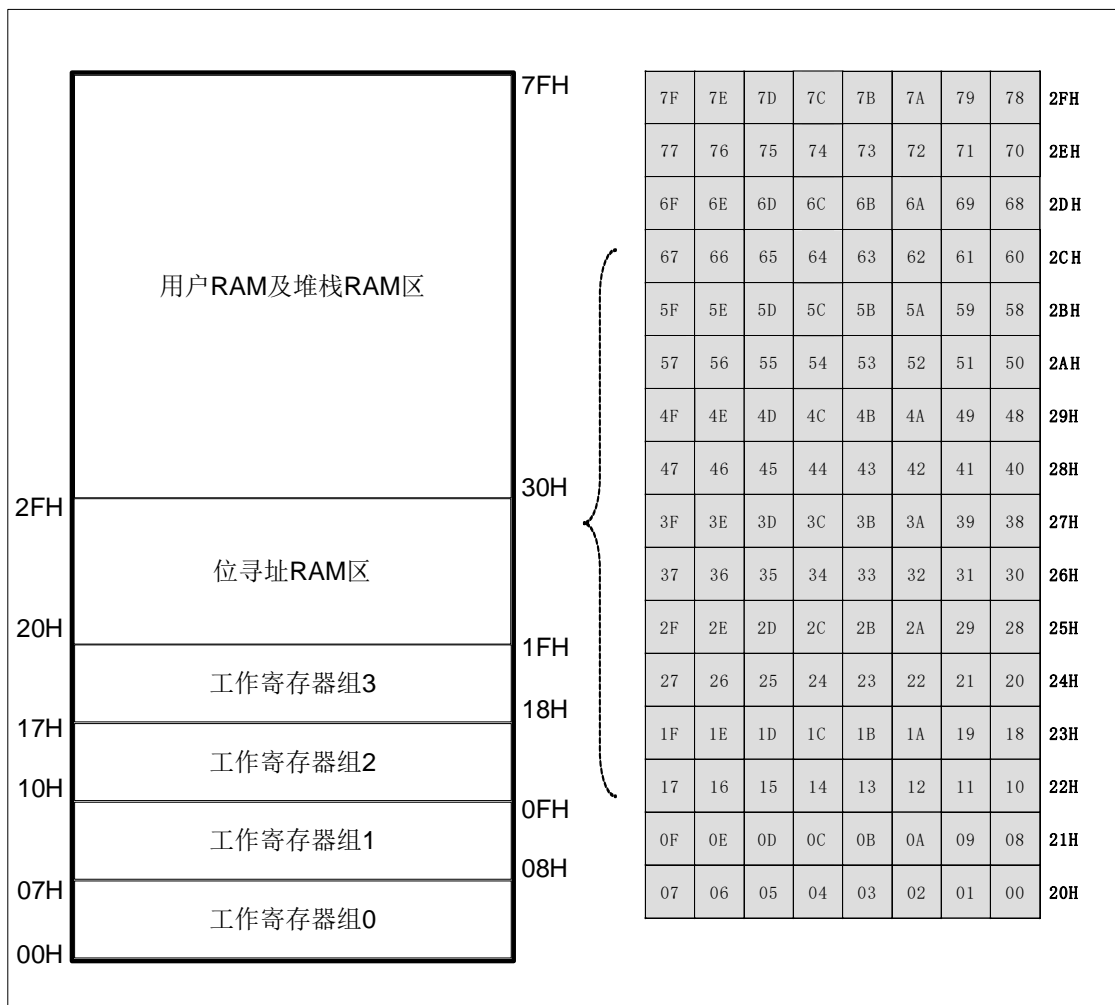 7FH
用户RAM及堆栈RAM区
30H
2FH
位寻址RAM区
20H
1FH
工作寄存器组3
18H
17H
工作寄存器组2
10H
0FH
工作寄存器组1
08H
07H
工作寄存器组0
00H
7F 7E 7D 7C 7B 7A 79 78 2FH
77 76 75 74 73 72 71 70 2EH
6F 6E 6D 6C 6B 6A 69 68 2DH
67 66 65 64 63 62 61 60 2CH
5F 5E 5D 5C 5B 5A 59 58 2BH
57 56 55 54 53 52 51 50 2AH
4F 4E 4D 4C 4B 4A 49 48 29H
47 46 45 44 43 42 41 40 28H
3F 3E 3D 3C 3B 3A 39 38 27H
37 36 35 34 33 32 31 30 26H
2F 2E 2D 2C 2B 2A 29 28 25H
27 26 25 24 23 22 21 20 24H
1F 1E 1D 1C 1B 1A 19 18 23H
17 16 15 14 13 12 11 10 22H
0F 0E 0D 0C 0B 0A 09 08 21H
07 06 05 04 03 02 01 00 20H